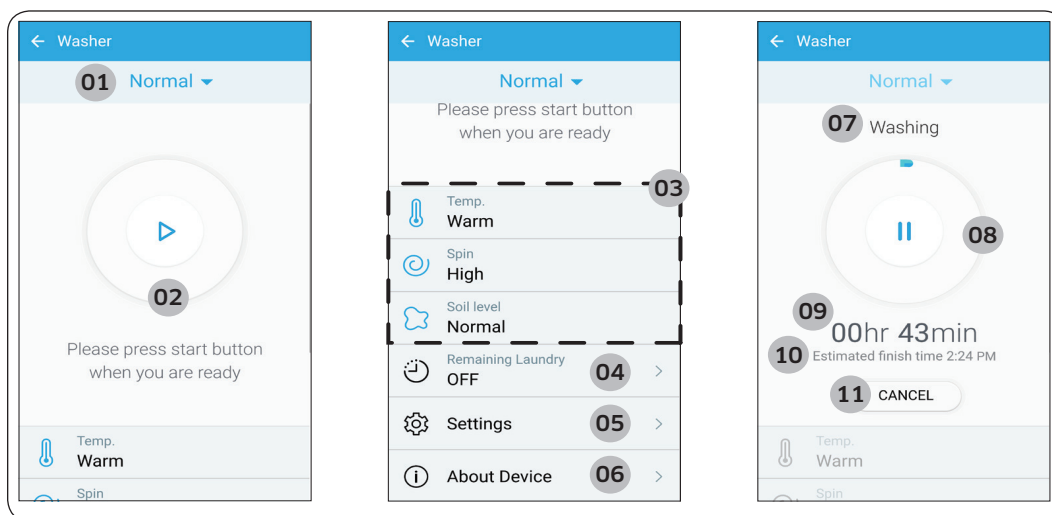 Washer
01 Normal
02
Please press start button
when you are ready
Temp.
Warm
Spin
Washer
Normal
Please press start button
when you are ready
03
Temp.
Warm
Spin
High
Soil level
Normal
Remaining Laundry
OFF
04
Settings 05
About Device 06
Washer
Normal
07 Washing
08
09
00hr 43min
10 Estimated finish time 2:24 PM
11 CANCEL
Temp.
Warm
Spin